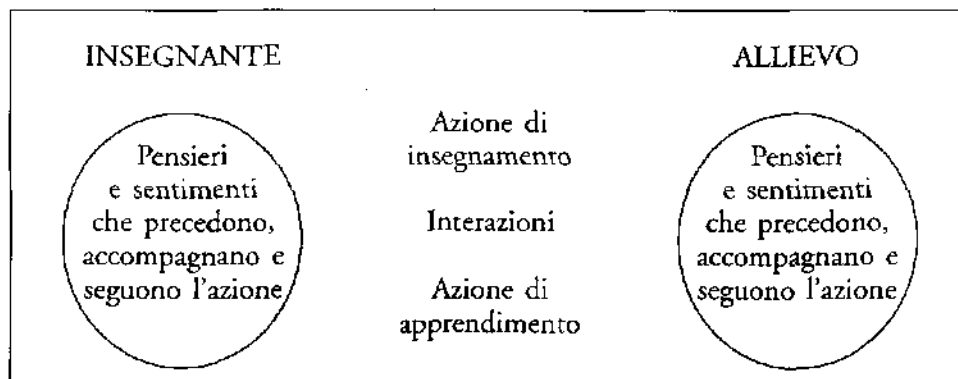 INSEGNANTE
Pensieri
e sentimenti
che precedono,
accompagnano e
seguono l'azione
Azione di
insegnamento
Interazioni
Azione di
apprendimento
ALLIEVO
Pensieri
e sentimenti
che precedono,
accompagnano e
seguono l'azione